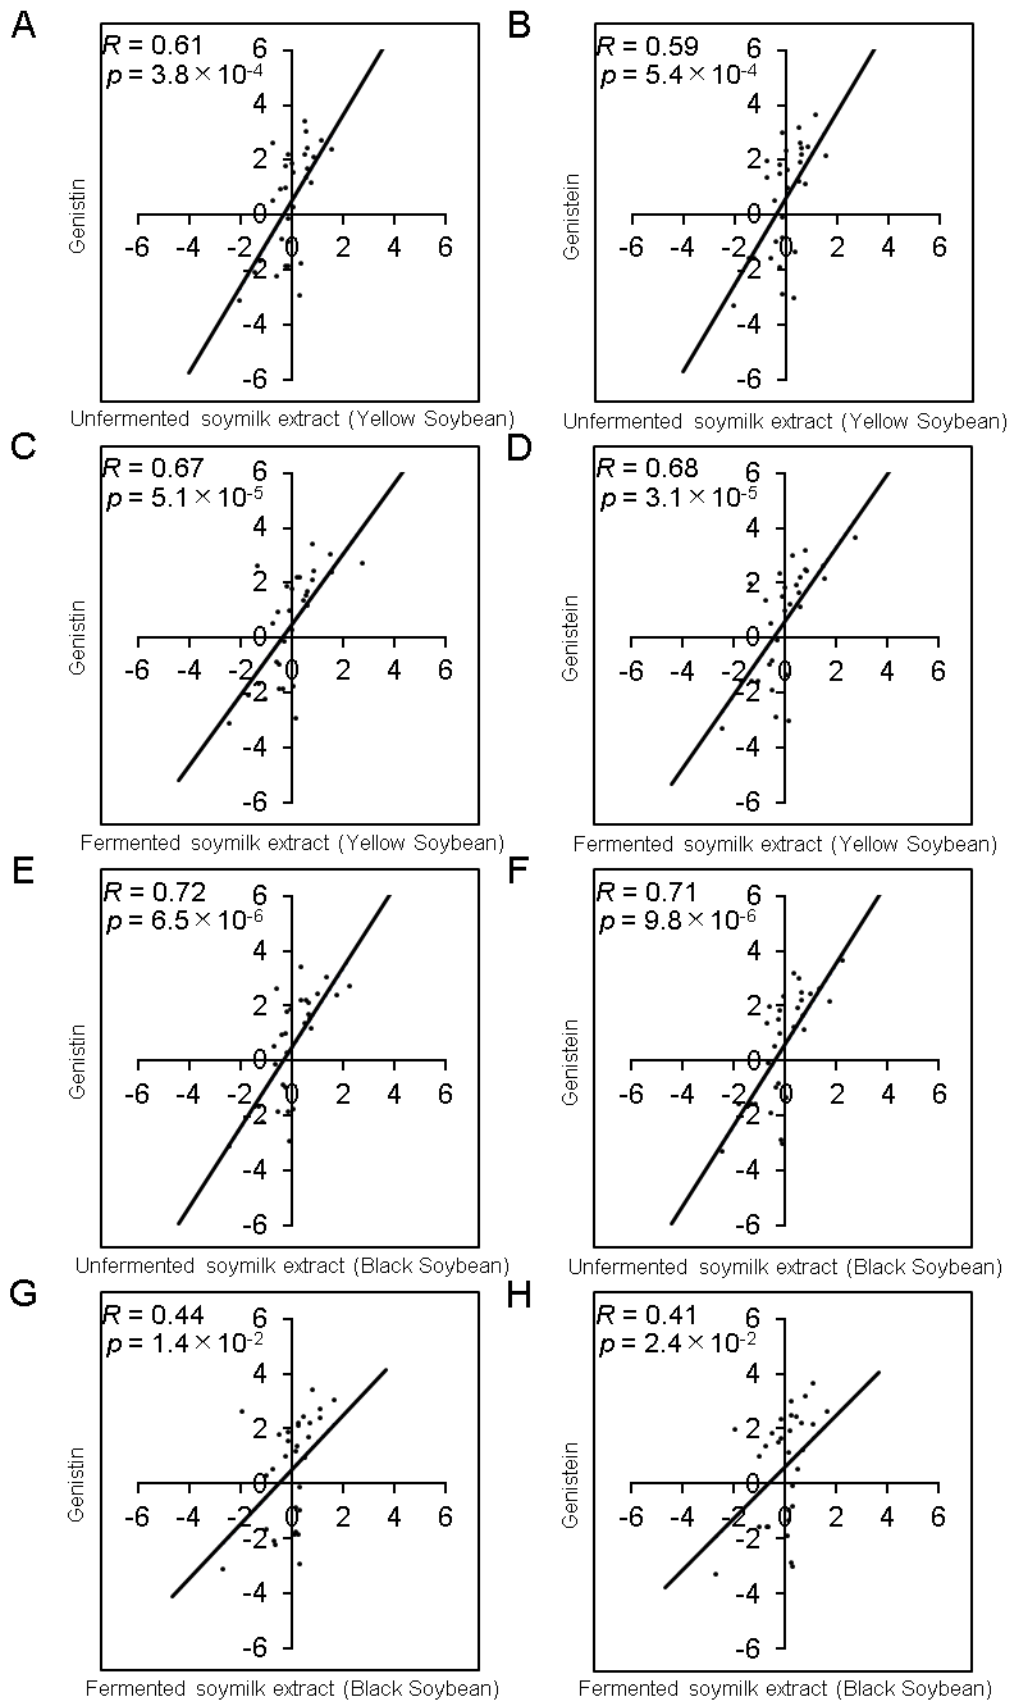 A
R = 0.61
p = 3.8×10-4
6
4
2
0
-6 -4 -2 0 2 4 6
-2
-4
-6
Genistin
Unfermented soymilk extract (Yellow Soybean)
B
R = 0.59
p = 5.4×10-4
6
4
2
0
-6 -4 -2 0 2 4 6
-2
-4
-6
Genistein
Unfermented soymilk extract (Yellow Soybean)
C
R = 0.67
p = 5.1×10-5
6
4
2
0
-6 -4 -2 0 2 4 6
-2
-4
-6
Genistin
Fermented soymilk extract (Yellow Soybean)
D
R = 0.68
p = 3.1×10-5
6
4
2
0
-6 -4 -2 0 2 4 6
-2
-4
-6
Genistein
Fermented soymilk extract (Yellow Soybean)
E
R = 0.72
p = 6.5×10-6
6
4
2
0
-6 -4 -2 0 2 4 6
-2
-4
-6
Genistin
Unfermented soymilk extract (Black Soybean)
F
R = 0.71
p = 9.8×10-6
6
4
2
0
-6 -4 -2 0 2 4 6
-2
-4
-6
Genistein
Unfermented soymilk extract (Black Soybean)
G
R = 0.44
p = 1.4×10-2
6
4
2
0
-6 -4 -2 0 2 4 6
-2
-4
-6
Genistin
Fermented soymilk extract (Black Soybean)
H
R = 0.41
p = 2.4×10-2
6
4
2
0
-6 -4 -2 0 2 4 6
-2
-4
-6
Genistein
Fermented soymilk extract (Black Soybean)